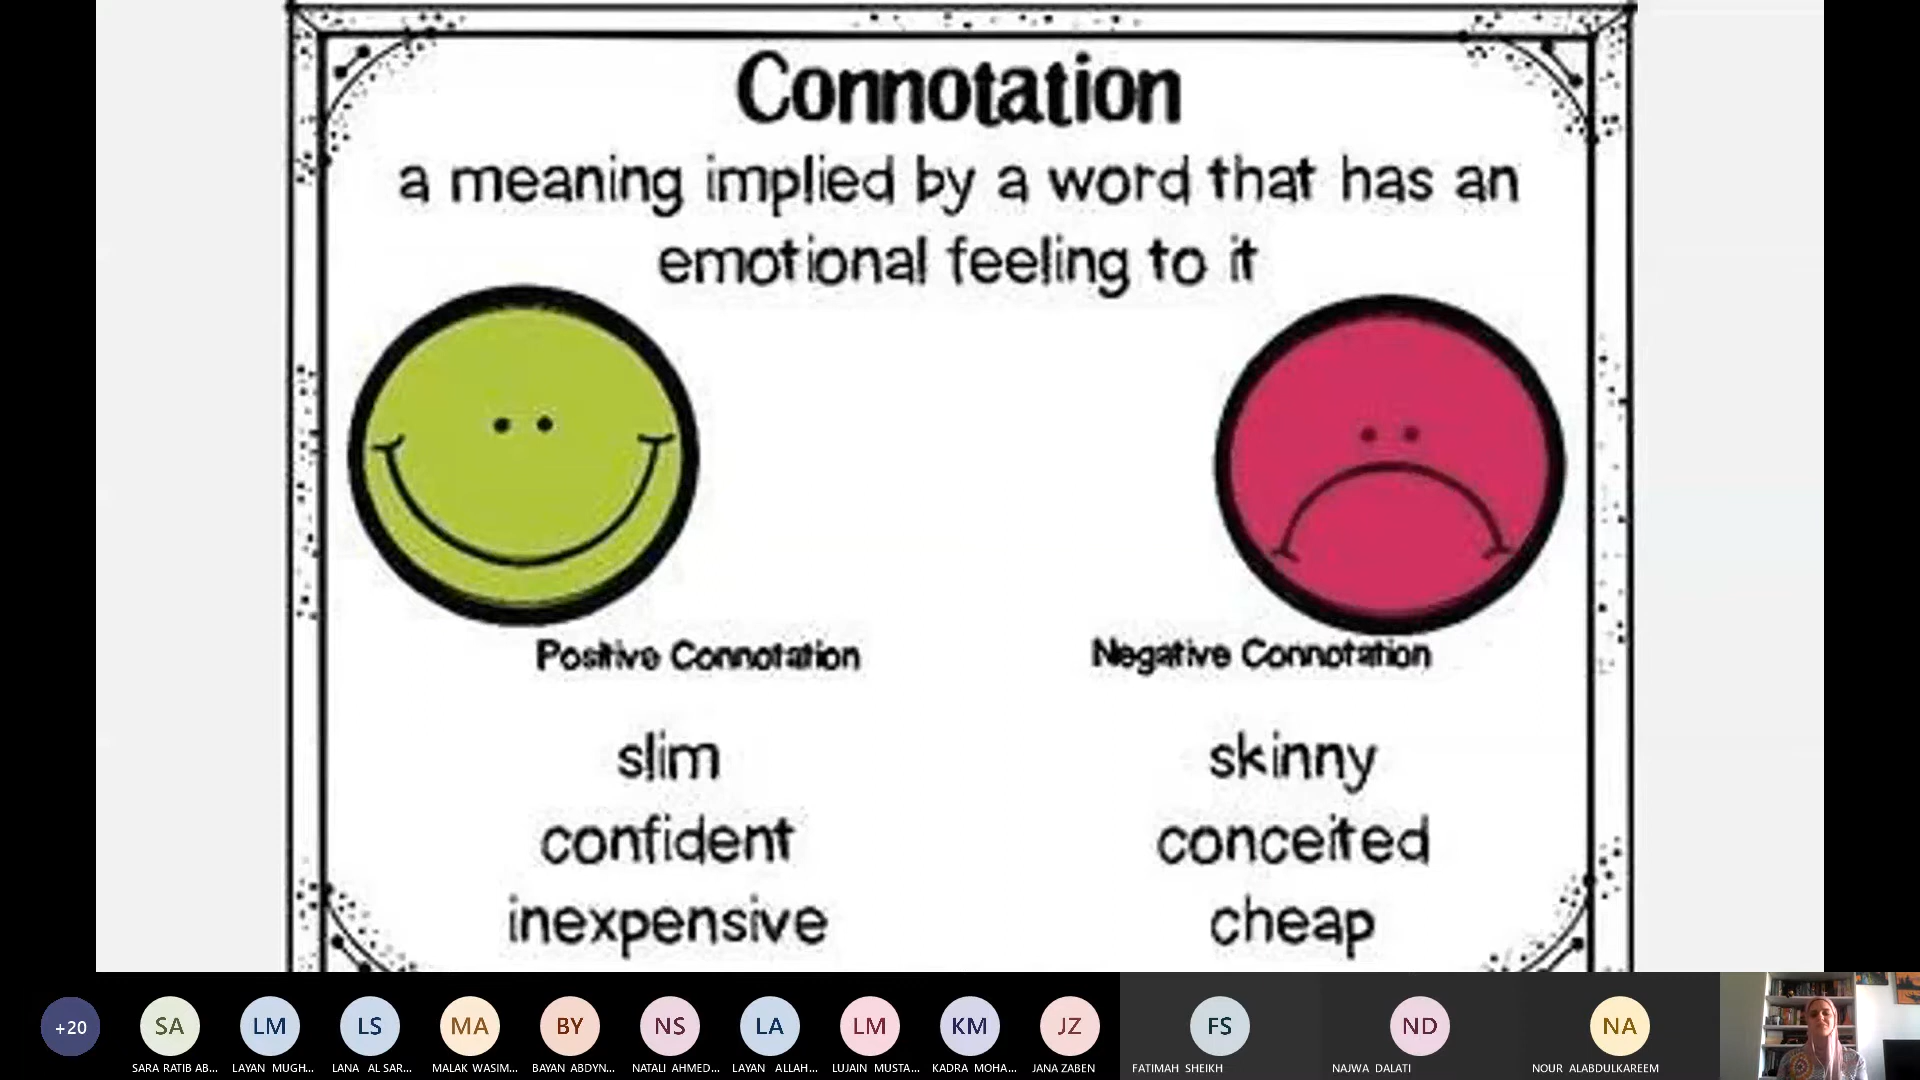 Connotation
a meaning implied by a word that has an
emotional feeling to it
Positive Connotation
Negative Connotation
slim
skinny
confident
conceited
inexpensive
cheap
+20
SA
LM
LS
MA
BY
NS
LA
LM
KM
JZ
FS
ND
NA
SARA RATIB AB...
LAYAN MUGH...
LANA AL SAR...
MALAK WASIM...
BAYAN ABDYN...
NATALI AHMED...
LAYAN ALLAH...
LUJAIN MUSTA...
KADRA MOHA...
JANA ZABEN
FATIMAH SHEIKH
NAJWA DALATI
NOUR ALABDULKAREEM